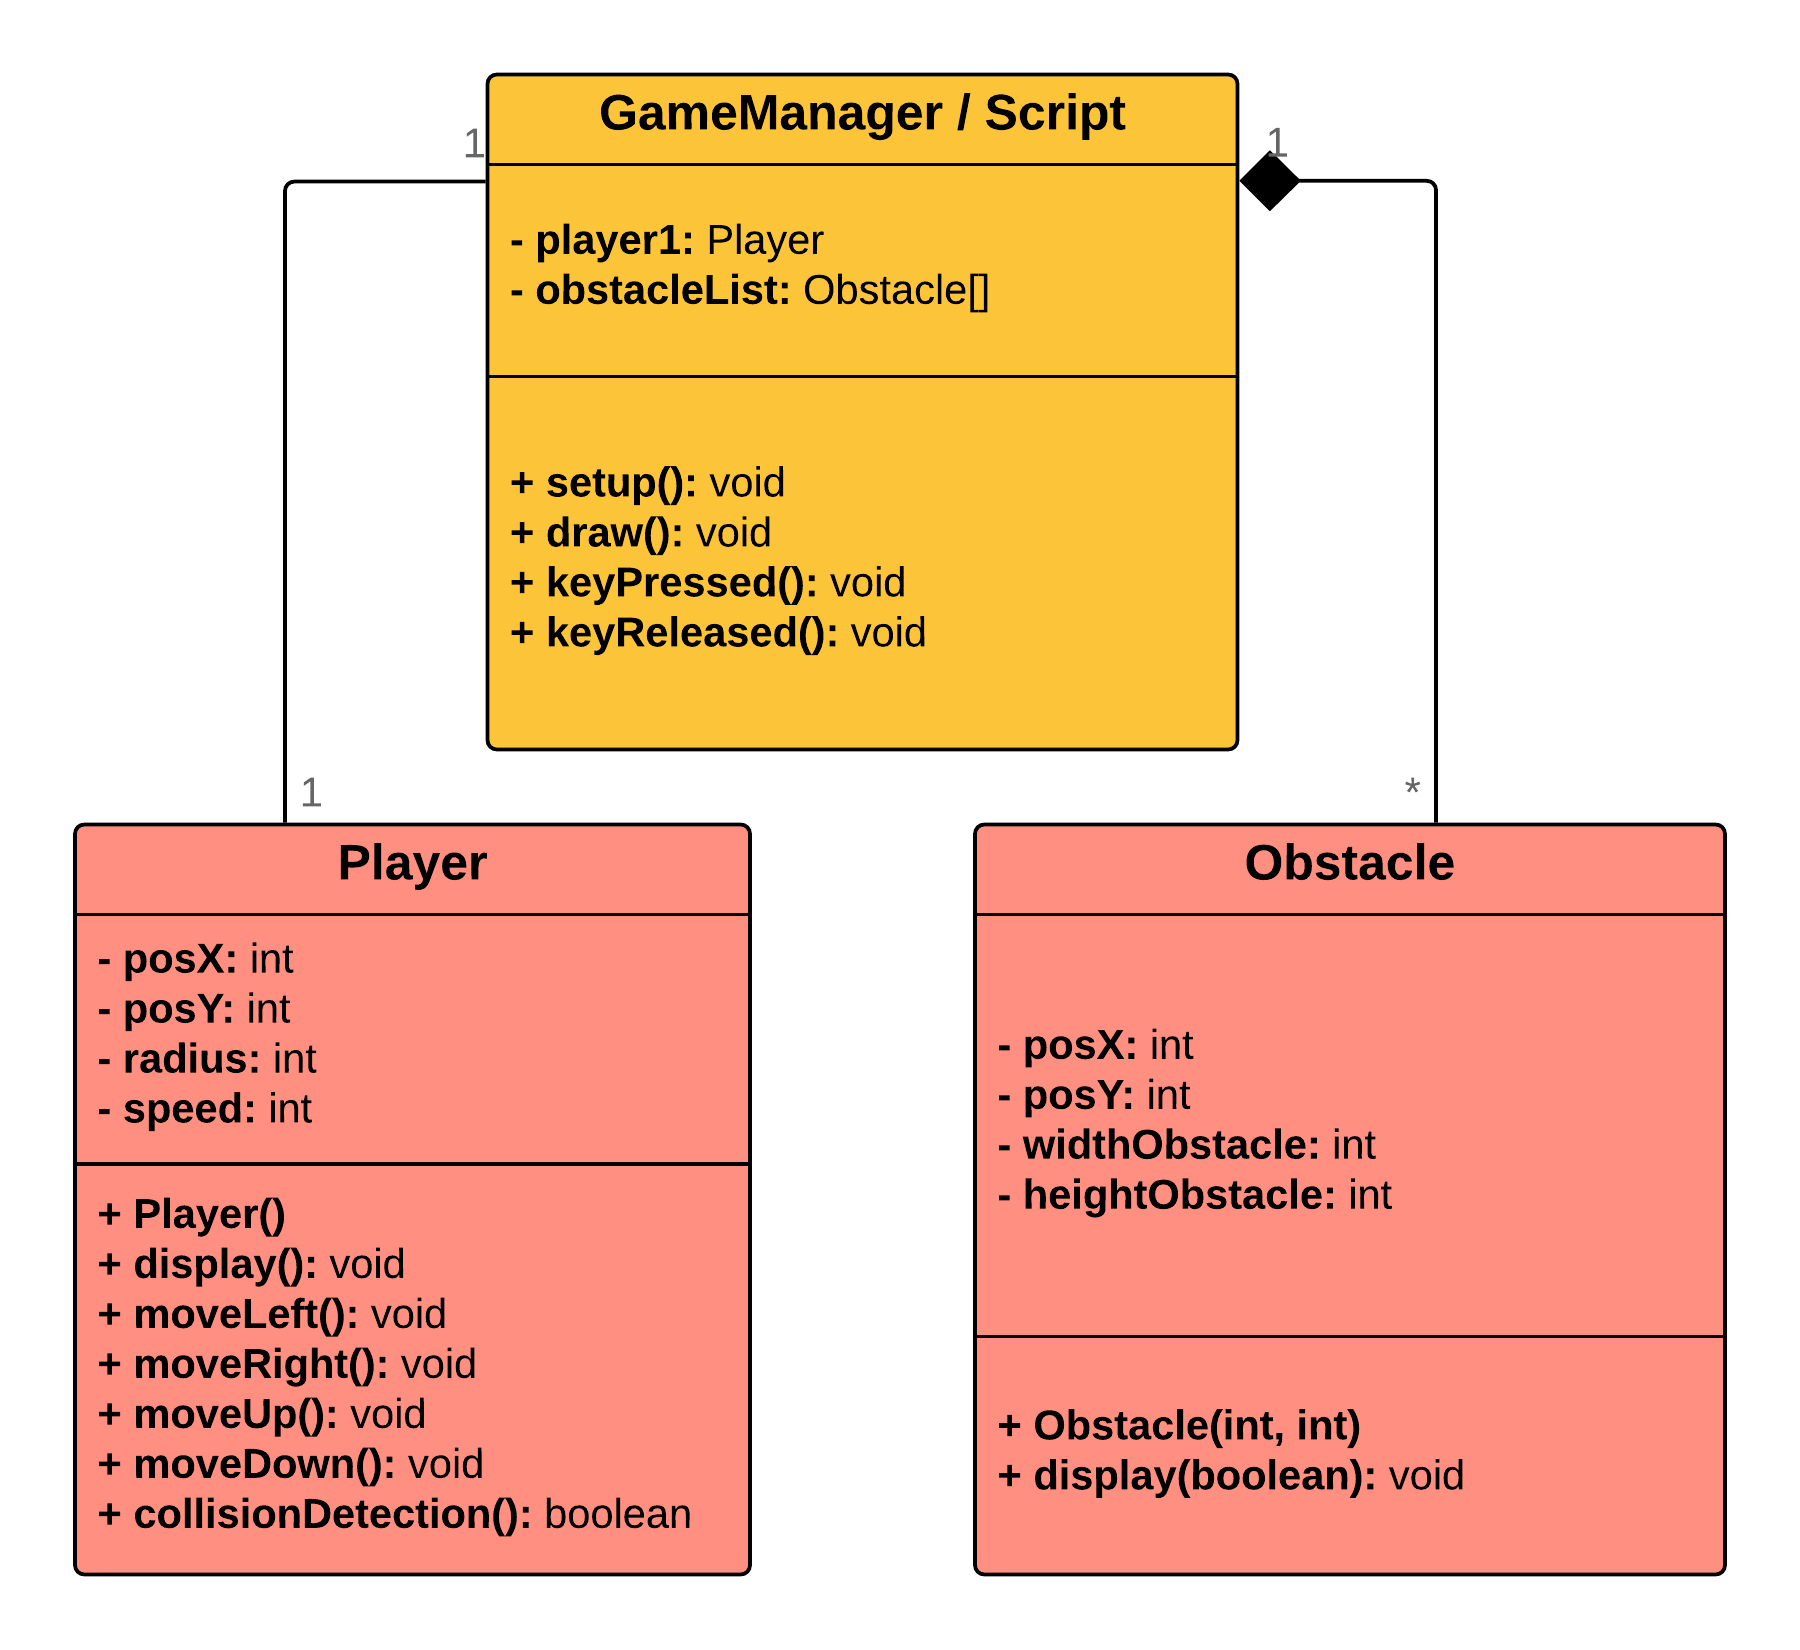 GameManager / Script
1
1
- player1: Player
- obstacleList: Obstacle[]
+ setup(): void
+ draw(): void
+ keyPressed(): void
+ keyReleased(): void
1
*
Player
- posX: int
- posY: int
- radius: int
- speed: int
+ Player()
+ display(): void
+ moveLeft(): void
+ moveRight(): void
+ moveUp(): void
+ moveDown(): void
+ collisionDetection(): boolean
Obstacle
- posX: int
- posY: int
- widthObstacle: int
- heightObstacle: int
+ Obstacle(int, int)
+ display(boolean): void